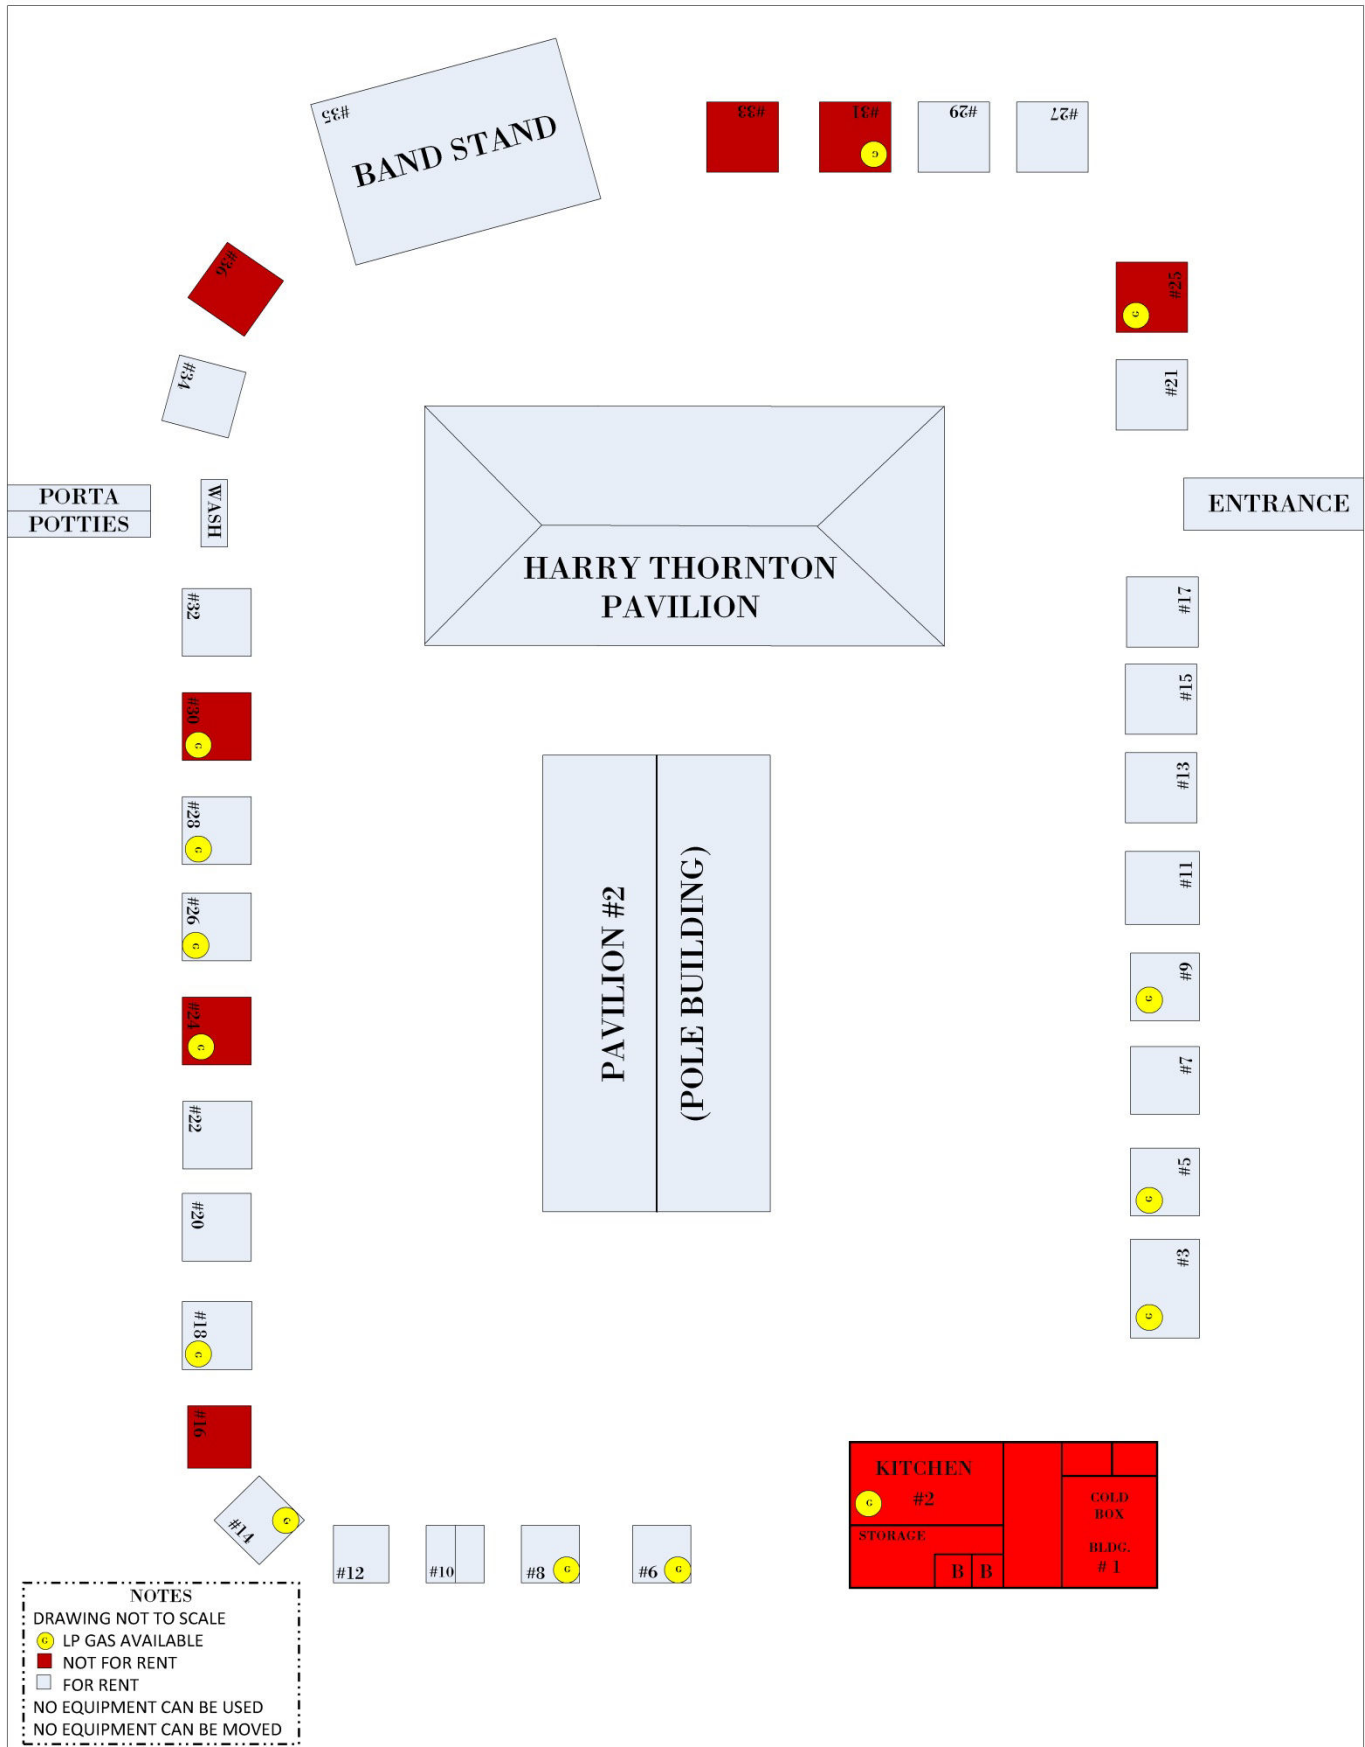 #35
BAND STAND
#33
#31
G
#29
#27
#36
#34
#25
G
#21
PORTA
POTTIES
WASH
ENTRANCE
HARRY THORNTON
PAVILION
#32
#30
G
#28
G
#26
G
#24
G
#22
#20
#18
G
#16
#14
G
#17
#15
#13
#11
#9
G
#7
#5
G
#3
G
PAVILION #2
(POLE BUILDING)
#12
#10
#8
G
#6
G
KITCHEN
#2
G
STORAGE
B
B
COLD
BOX
BLDG.
# 1
NOTES
DRAWING NOT TO SCALE
G LP GAS AVAILABLE
NOT FOR RENT
FOR RENT
NO EQUIPMENT CAN BE USED
NO EQUIPMENT CAN BE MOVED